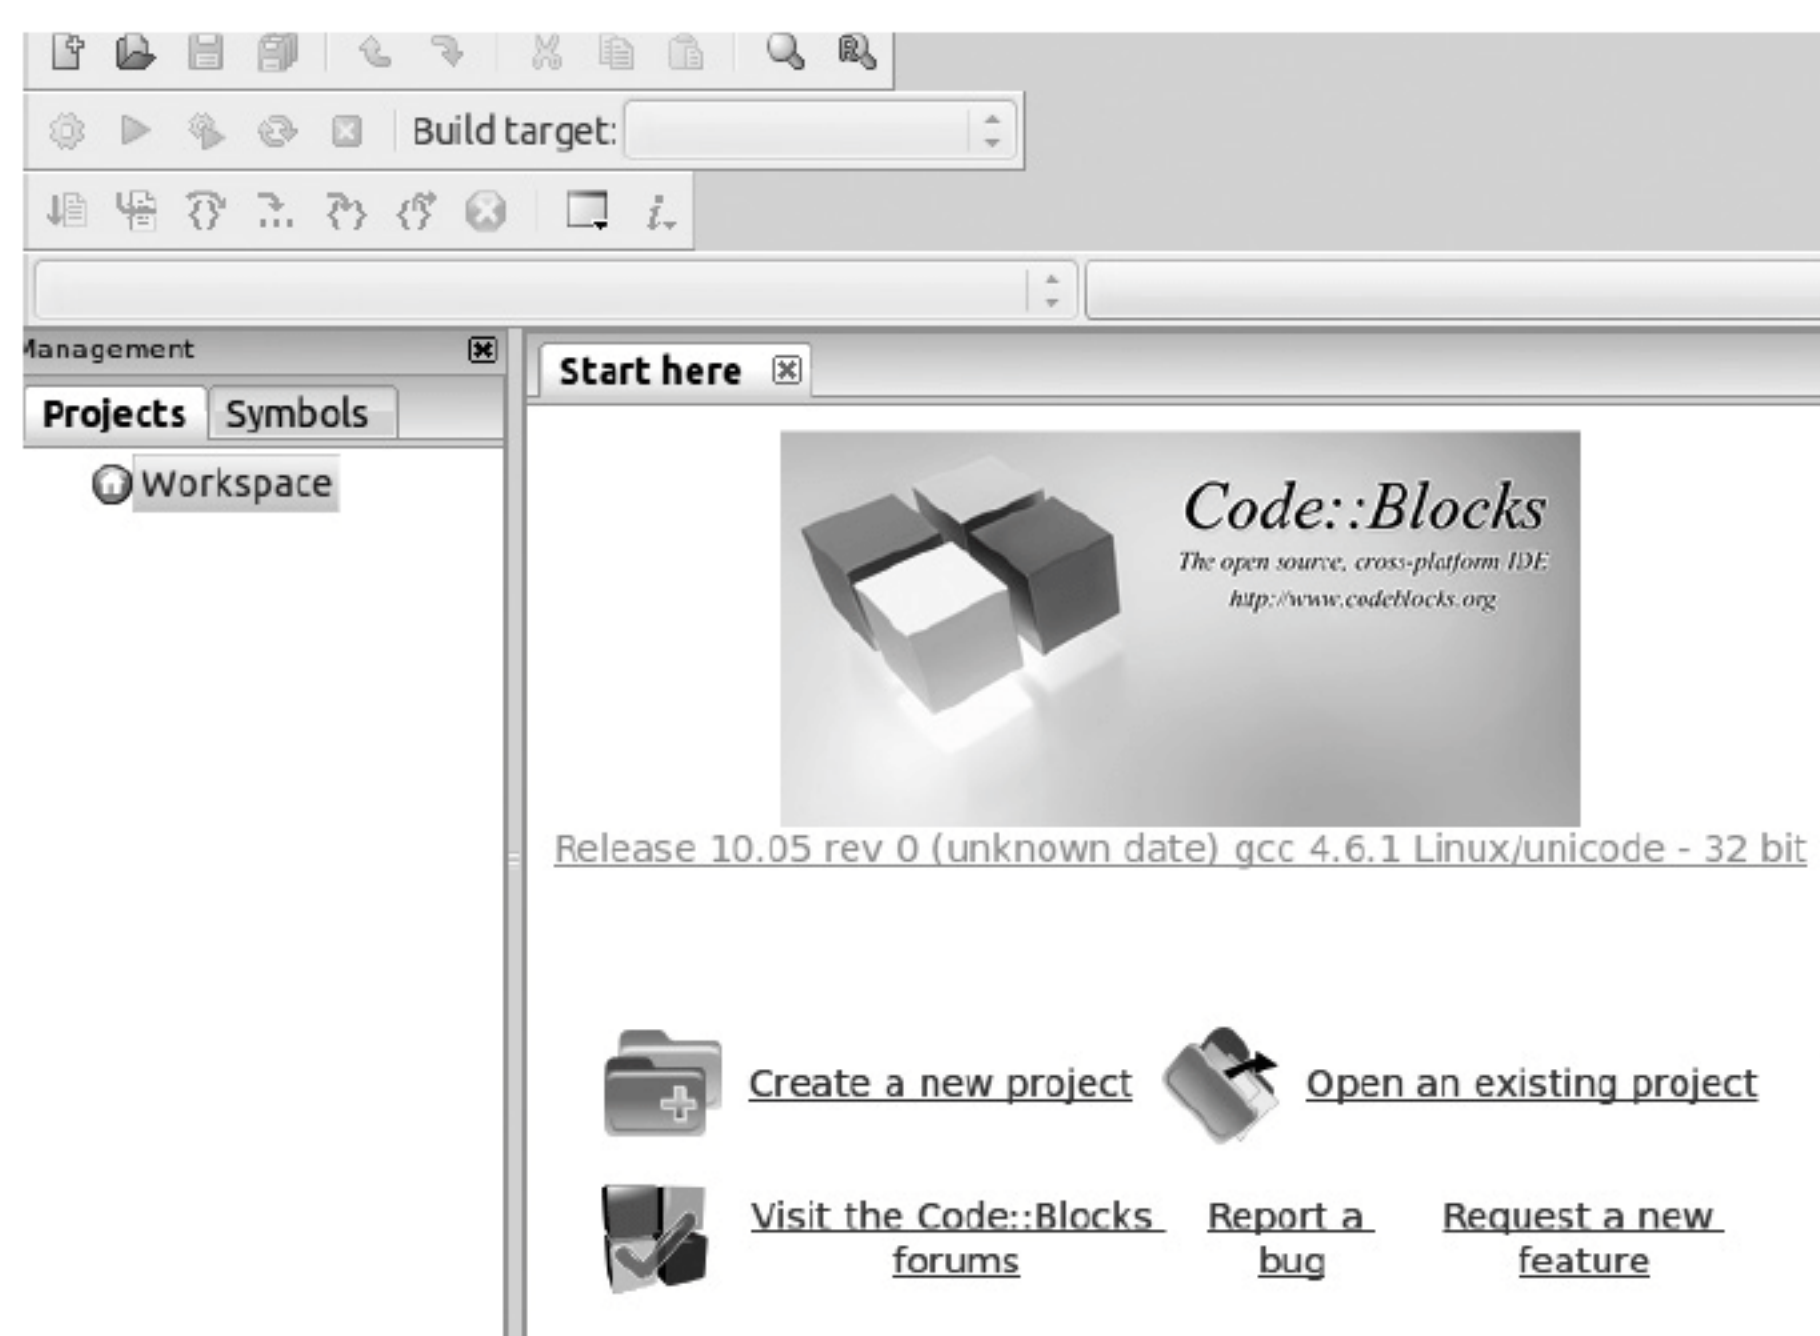 Build target:
Management
Start here
Projects
Symbols
Workspace
Code::Blocks
The open source, cross-platform IDE
http://www.codeblocks.org
Release 10.05 rev 0 (unknown date) gcc 4.6.1 Linux/unicode - 32 bit
Create a new project
Open an existing project
Visit the Code::Blocks
forums
Report a
bug
Request a new
feature